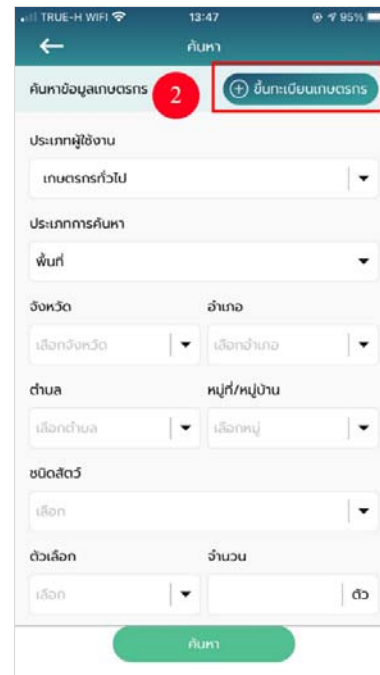 TRUE-H WIFI 13:47 95%
ค้นหา
ค้นหาข้อมูลเกษตรกร 2 ขึ้นทะเบียนเกษตรกร
ประเภทผู้ใช้งาน
เกษตรกรทั่วไป
ประเภทการค้นหา
พื้นที่
จังหวัด อำเภอ
เลือกจังหวัด เลือกอำเภอ
ตำบล หมู่ที่/หมู่บ้าน
เลือกตำบล เลือกหมู่
ชนิดสัตว์
เลือก
ตัวเลือก จำนวน
เลือก ตัว
ค้นหา